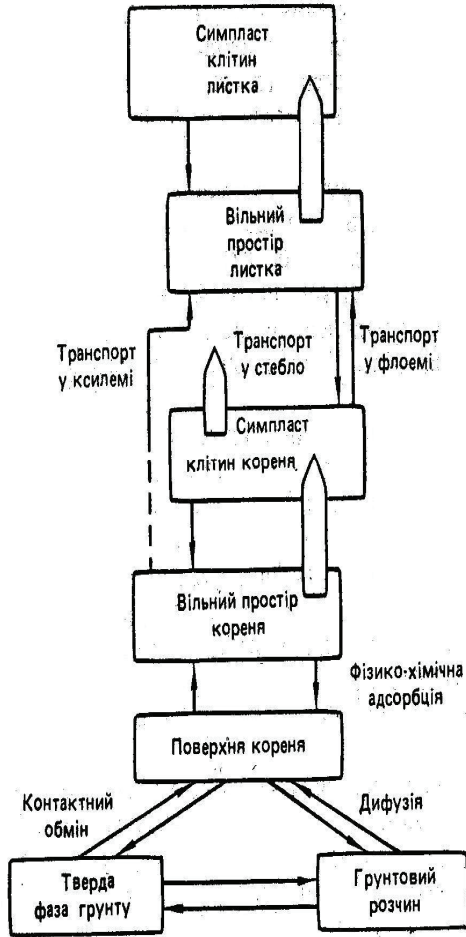 Симпласт
клітин
листка
Вільний
простір
листка
Транспорт
у ксилемі
Транспорт
у стебло
Транспорт
у флоемі
Симпласт
клітин кореня
Вільний простір
кореня
Фізико-хімічна
адсорбція
Поверхня кореня
Контактний
обмін
Дифузія
Тверда
фаза грунту
Грунтовий
розчин